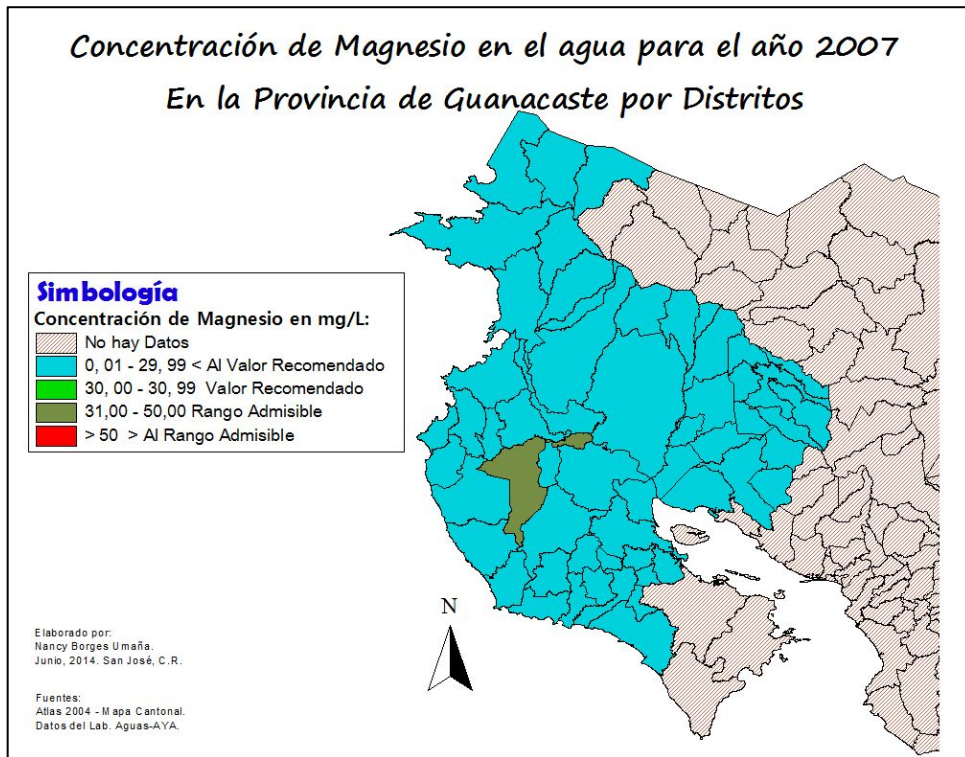 Concentración de Magnesio en el agua para el año 2007
En la Provincia de Guanacaste por Distritos
Simbología
Concentración de Magnesio en mg/L:
No hay Datos
0, 01 - 29, 99 < Al Valor Recomendado
30, 00 - 30, 99 Valor Recomendado
31,00 - 50,00 Rango Admisible
> 50 > Al Rango Admisible
N
Elaborado por:
Nancy Borges Umaña.
Junio, 2014. San José, C.R.
Fuentes:
Atlas 2004 - Mapa Cantonal.
Datos del Lab. Aguas-AYA.